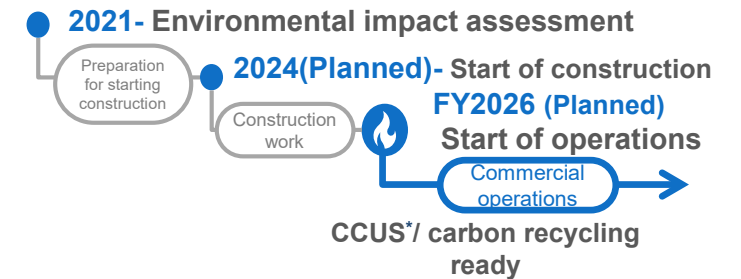 2021- Environmental impact assessment
Preparation
for starting
construction
2024(Planned)- Start of construction
Construction
work
FY2026 (Planned)
Start of operations
Commercial
operations
CCUS*/ carbon recycling
ready